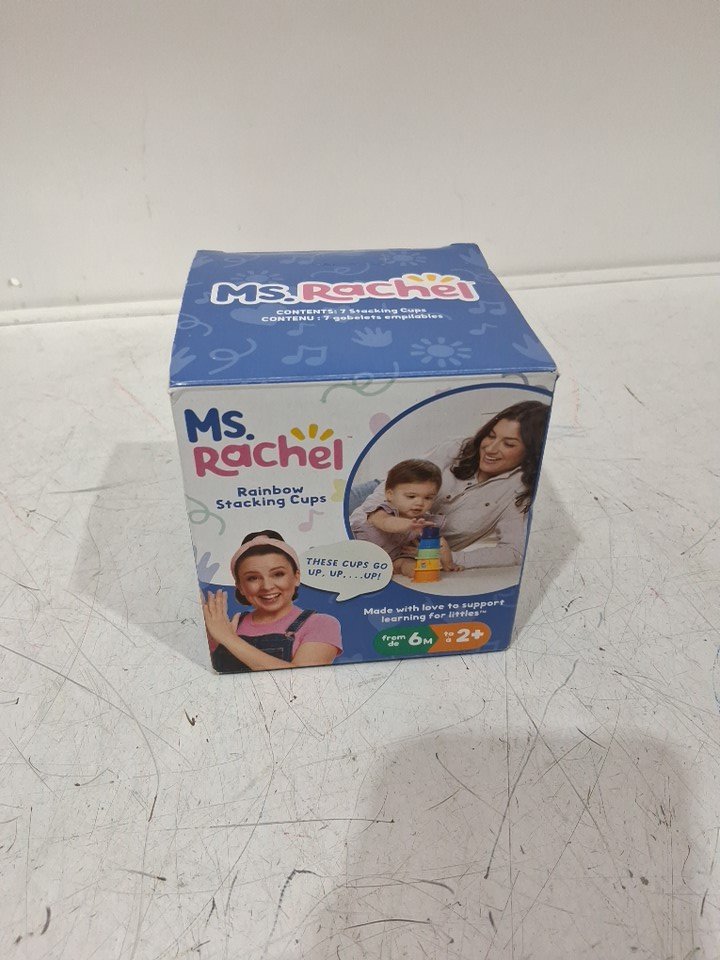 Ms. Rachel
CONTENTS: 7 Stacking Cups
CONTENU : 7 gobelets empilables
Ms.
Rachel™
Rainbow
Stacking Cups
THESE CUPS GO
UP, UP, ...UP!
Made with love to support
learning for littles™
from
de
6M
to
à
2+